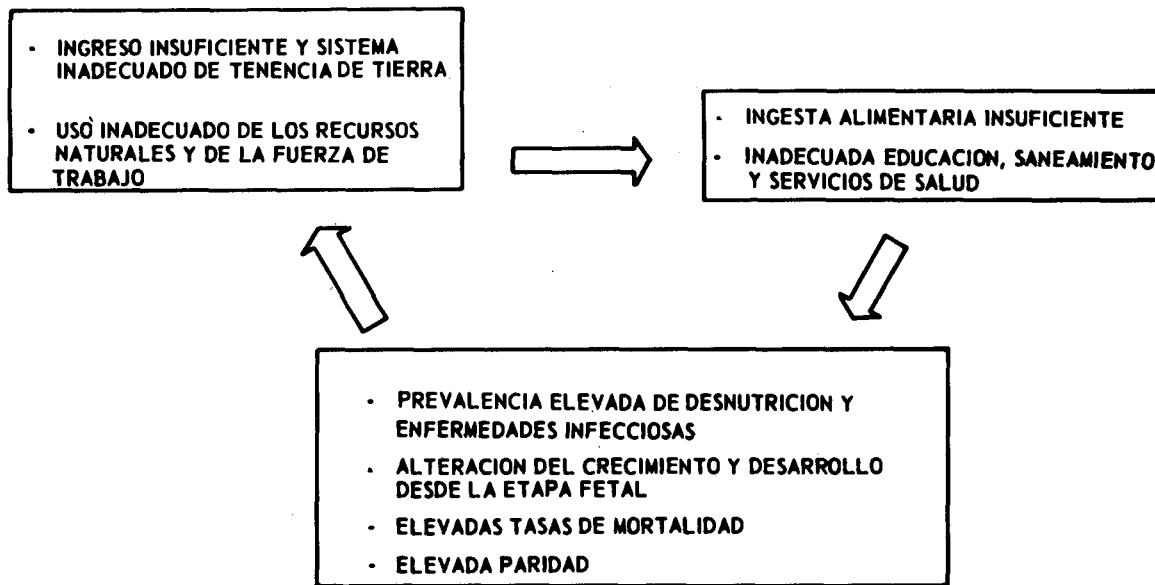 - INGRESO INSUFICIENTE Y SISTEMA
INADECUADO DE TENENCIA DE TIERRA
- USO INADECUADO DE LOS RECURSOS
NATURALES Y DE LA FUERZA DE
TRABAJO
- INGESTA ALIMENTARIA INSUFICIENTE
- INADECUADA EDUCACION, SANEAMIENTO
Y SERVICIOS DE SALUD
- PREVALENCIA ELEVADA DE DESNUTRICION Y
ENFERMEDADES INFECCIOSAS
- ALTERACION DEL CRECIMIENTO Y DESARROLLO
DESDE LA ETAPA FETAL
- ELEVADAS TASAS DE MORTALIDAD
- ELEVADA PARIDAD